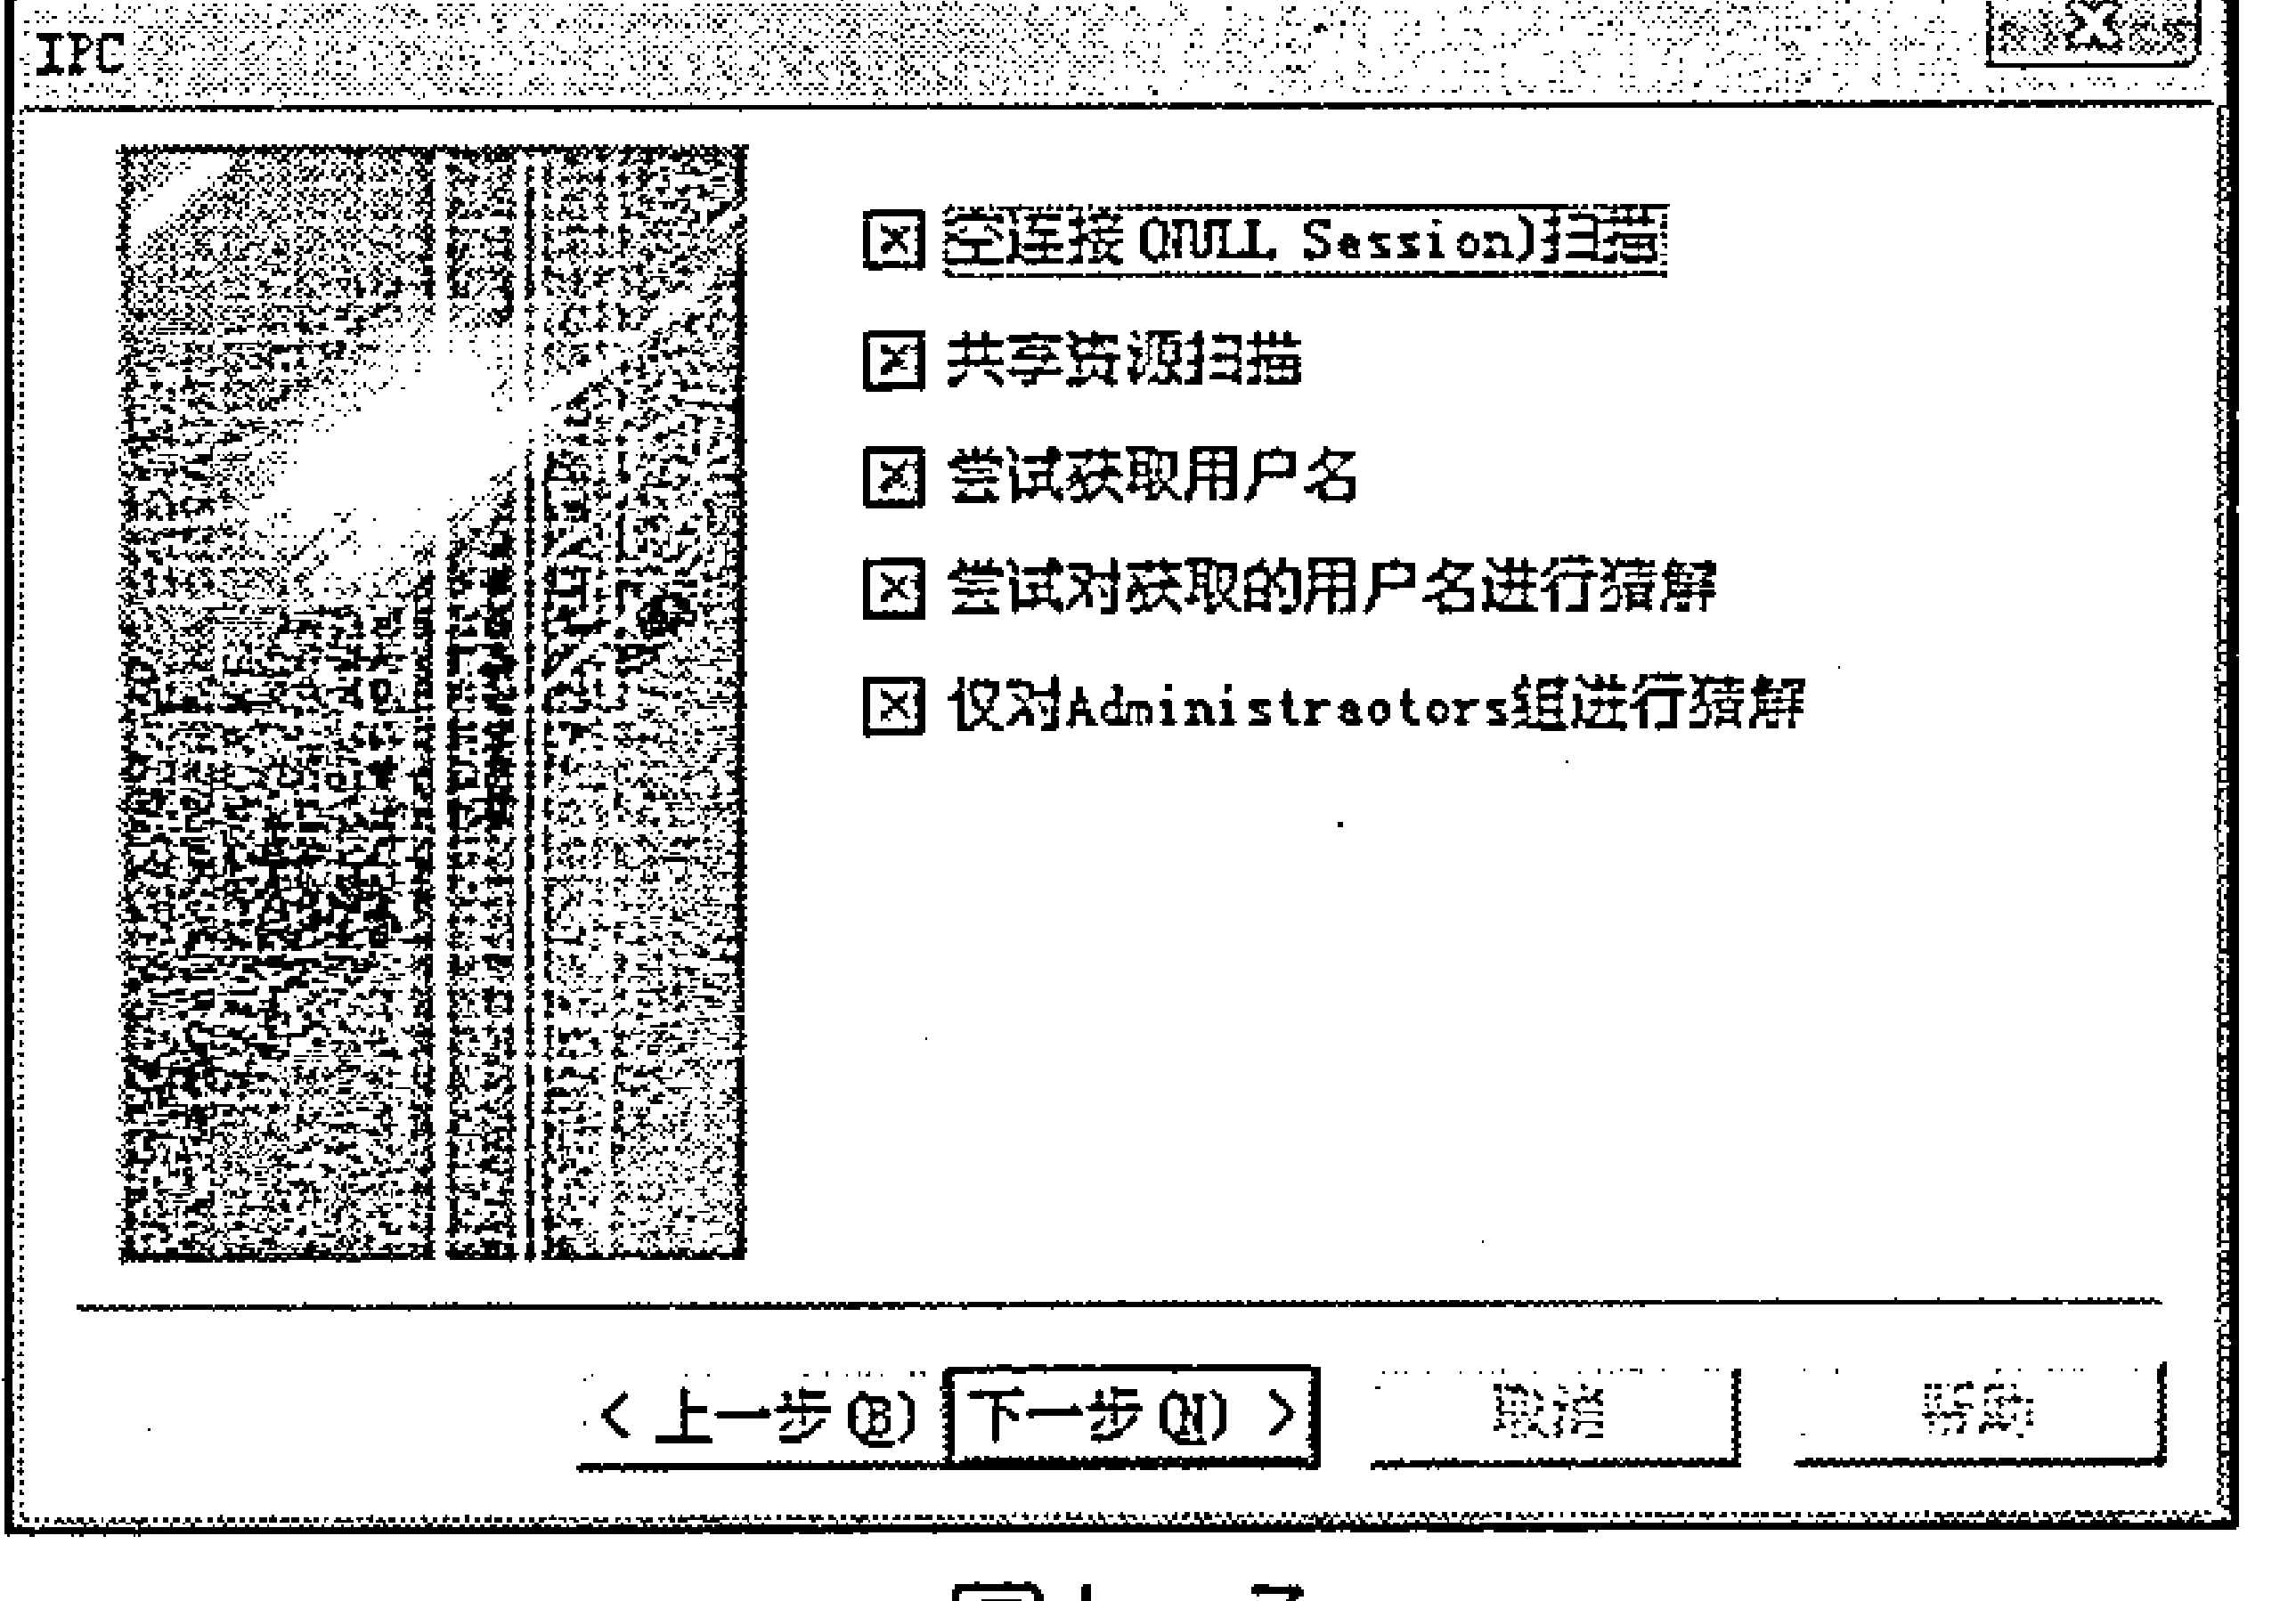 IPC
空连接(NULL Session)扫描
共享资源扫描
尝试获取用户名
尝试对获取的用户名进行猜解
仅对Administraotors组进行猜解
< 上一步(B) 下一步(N) > 取消